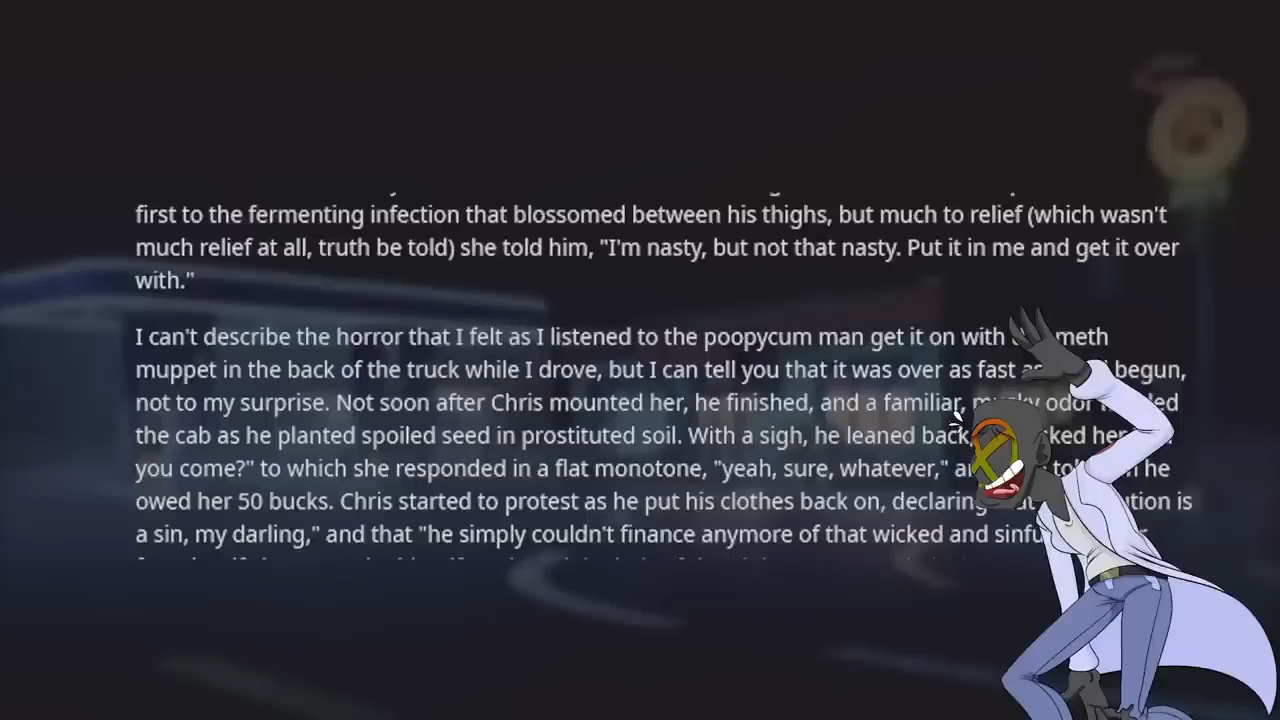 first to the fermenting infection that blossomed between his thighs, but much to relief (which wasn't
much relief at all, truth be told) she told him, "I'm nasty, but not that nasty. Put it in me and get it over
with."
I can't describe the horror that I felt as I listened to the poopycum man get it on with meth
muppet in the back of the truck while I drove, but I can tell you that it was over as fast begun,
not to my surprise. Not soon after Chris mounted her, he finished, and a familiar, odor
the cab as he planted spoiled seed in prostituted soil. With a sigh, he leaned back,
you come?" to which she responded in a flat monotone, "yeah, sure, whatever," he
owed her 50 bucks. Chris started to protest as he put his clothes back on, declaring is
a sin, my darling," and that "he simply couldn't finance anymore of that wicked and